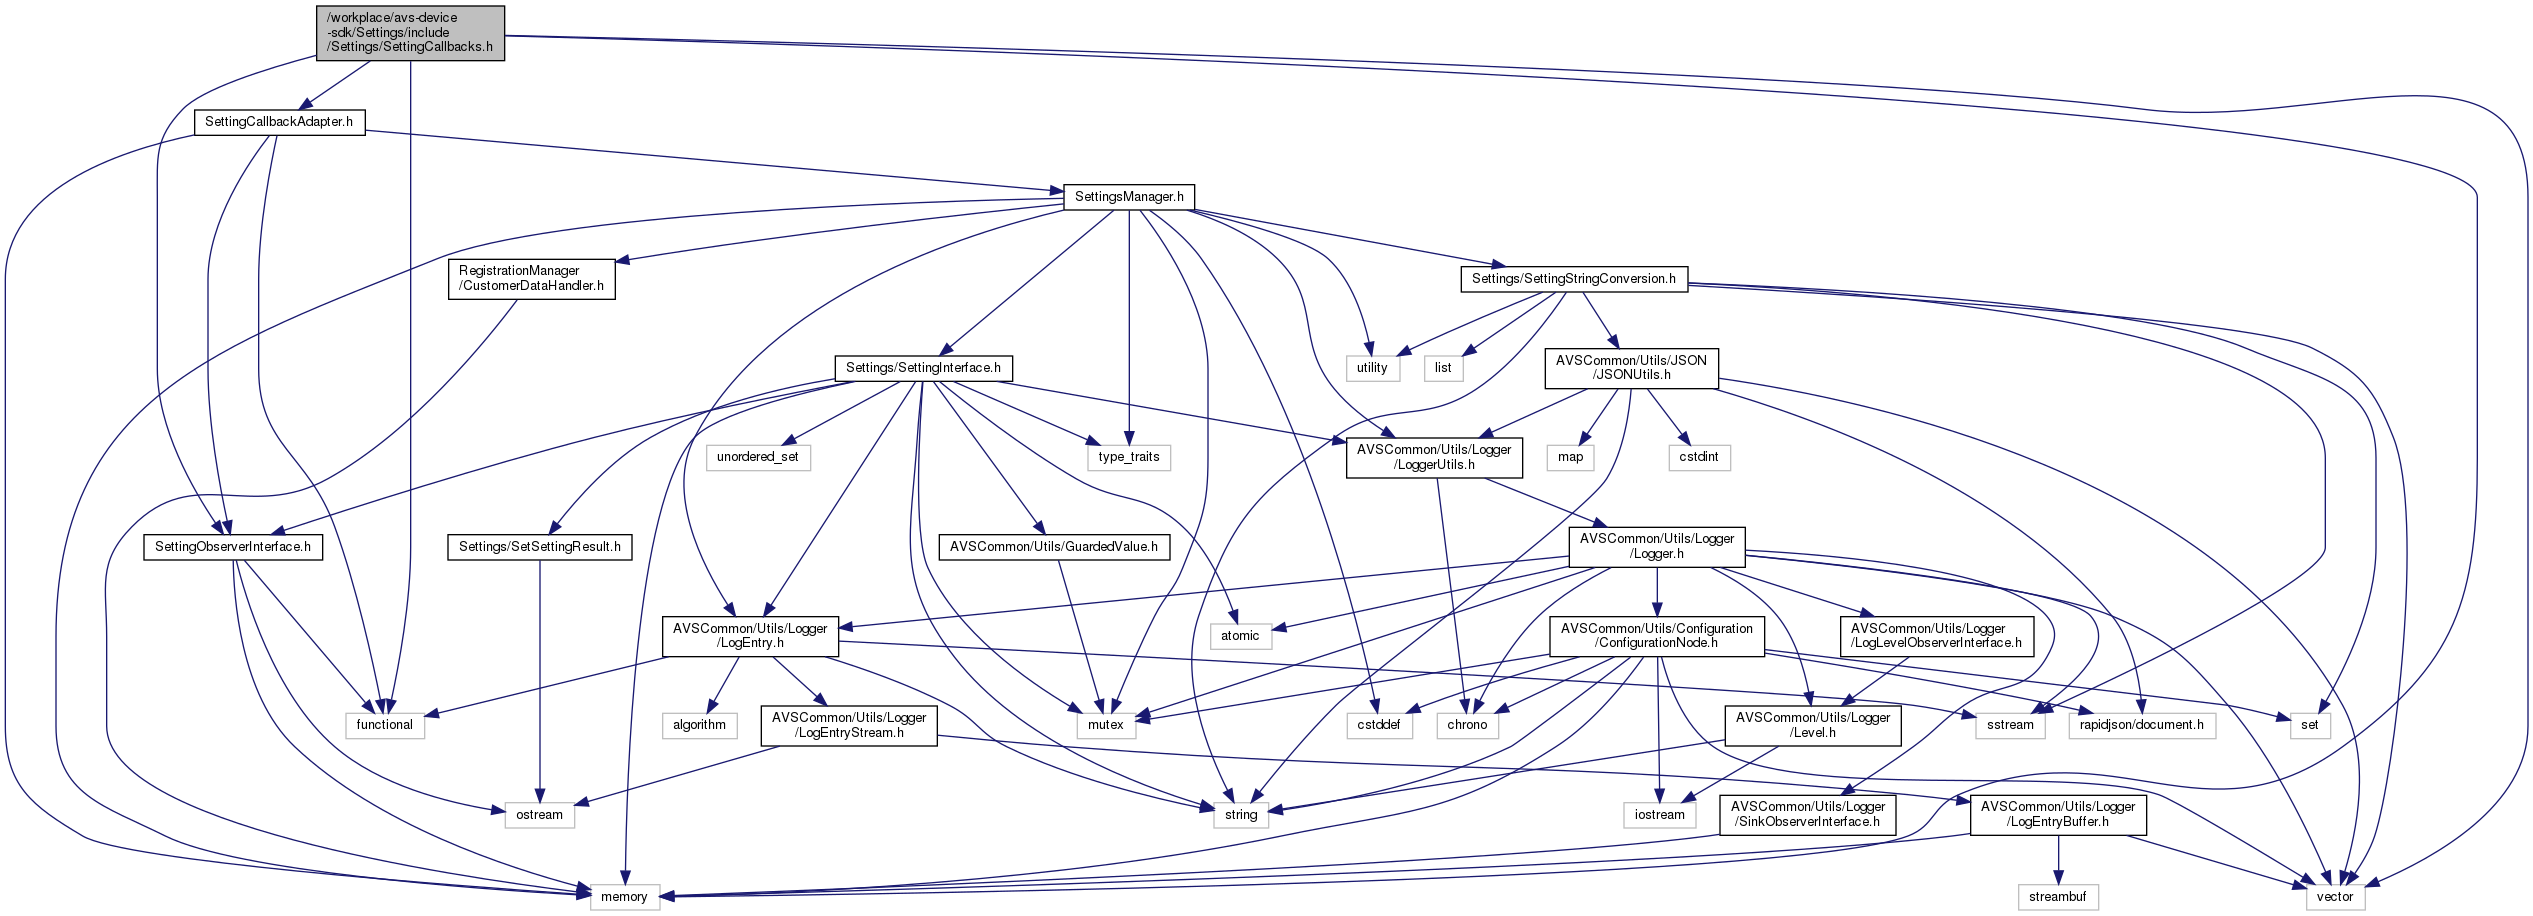 /workplace/avs-device
-sdk/Settings/include
/Settings/SettingCallbacks.h
SettingCallbackAdapter.h
SettingsManager.h
RegistrationManager
/CustomerDataHandler.h
Settings/SettingStringConversion.h
Settings/SettingInterface.h
utility
list
AVSCommon/Utils/JSON
/JSONUtils.h
unordered_set
type_traits
AVSCommon/Utils/Logger
/LoggerUtils.h
map
cstdint
SettingObserverInterface.h
Settings/SetSettingResult.h
AVSCommon/Utils/GuardedValue.h
AVSCommon/Utils/Logger
/Logger.h
AVSCommon/Utils/Logger
/LogEntry.h
atomic
AVSCommon/Utils/Configuration
/ConfigurationNode.h
AVSCommon/Utils/Logger
/LogLevelObserverInterface.h
functional
algorithm
AVSCommon/Utils/Logger
/LogEntryStream.h
mutex
cstddef
chrono
AVSCommon/Utils/Logger
/Level.h
sstream
rapidjson/document.h
set
ostream
string
iostream
AVSCommon/Utils/Logger
/SinkObserverInterface.h
AVSCommon/Utils/Logger
/LogEntryBuffer.h
memory
streambuf
vector